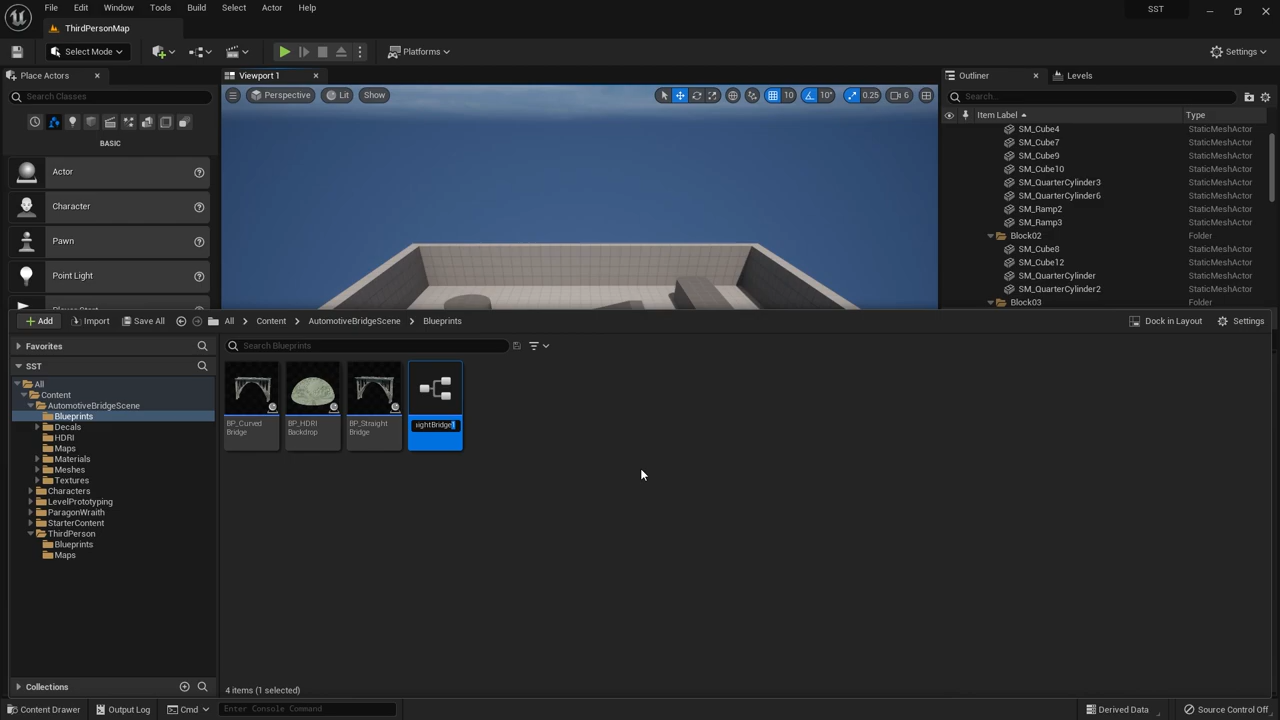 File Edit Window Tools Build Select Actor Help SST
ThirdPersonMap
Select Mode Platforms Settings
Place Actors Viewport 1 Outliner Levels
Search Classes Perspective Lit Show 10 10° 0.25 6 Search...
Item Label Type
BASIC
SM_Cube4 StaticMeshActor
SM_Cube7 StaticMeshActor
SM_Cube9 StaticMeshActor
SM_Cube10 StaticMeshActor
SM_QuarterCylinder3 StaticMeshActor
SM_QuarterCylinder6 StaticMeshActor
SM_Ramp2 StaticMeshActor
SM_Ramp3 StaticMeshActor
Block02 Folder
SM_Cube8 StaticMeshActor
SM_Cube12 StaticMeshActor
SM_QuarterCylinder StaticMeshActor
SM_QuarterCylinder2 StaticMeshActor
Block03 Folder
Actor
Character
Pawn
Point Light
Add Import Save All All Content AutomotiveBridgeScene Blueprints Dock in Layout Settings
Favorites
SST
All
Content
AutomotiveBridgeScene
Blueprints
Decals
HDRI
Maps
Materials
Meshes
Textures
Characters
LevelPrototyping
ParagonWraith
StarterContent
ThirdPerson
Blueprints
Maps
Collections
Search Blueprints
BP_Curved
Bridge
BP_HDRI
Backdrop
BP_Straight
Bridge
ightBridge1
4 items (1 selected)
Content Drawer Output Log Cmd Enter Console Command Derived Data Source Control Off